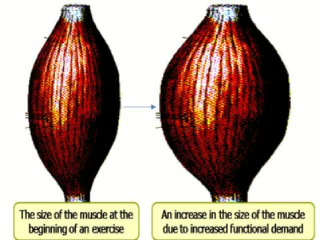 The size of the muscle at the
beginning of an exercise
An increase in the size of the muscle
due to increased functional demand